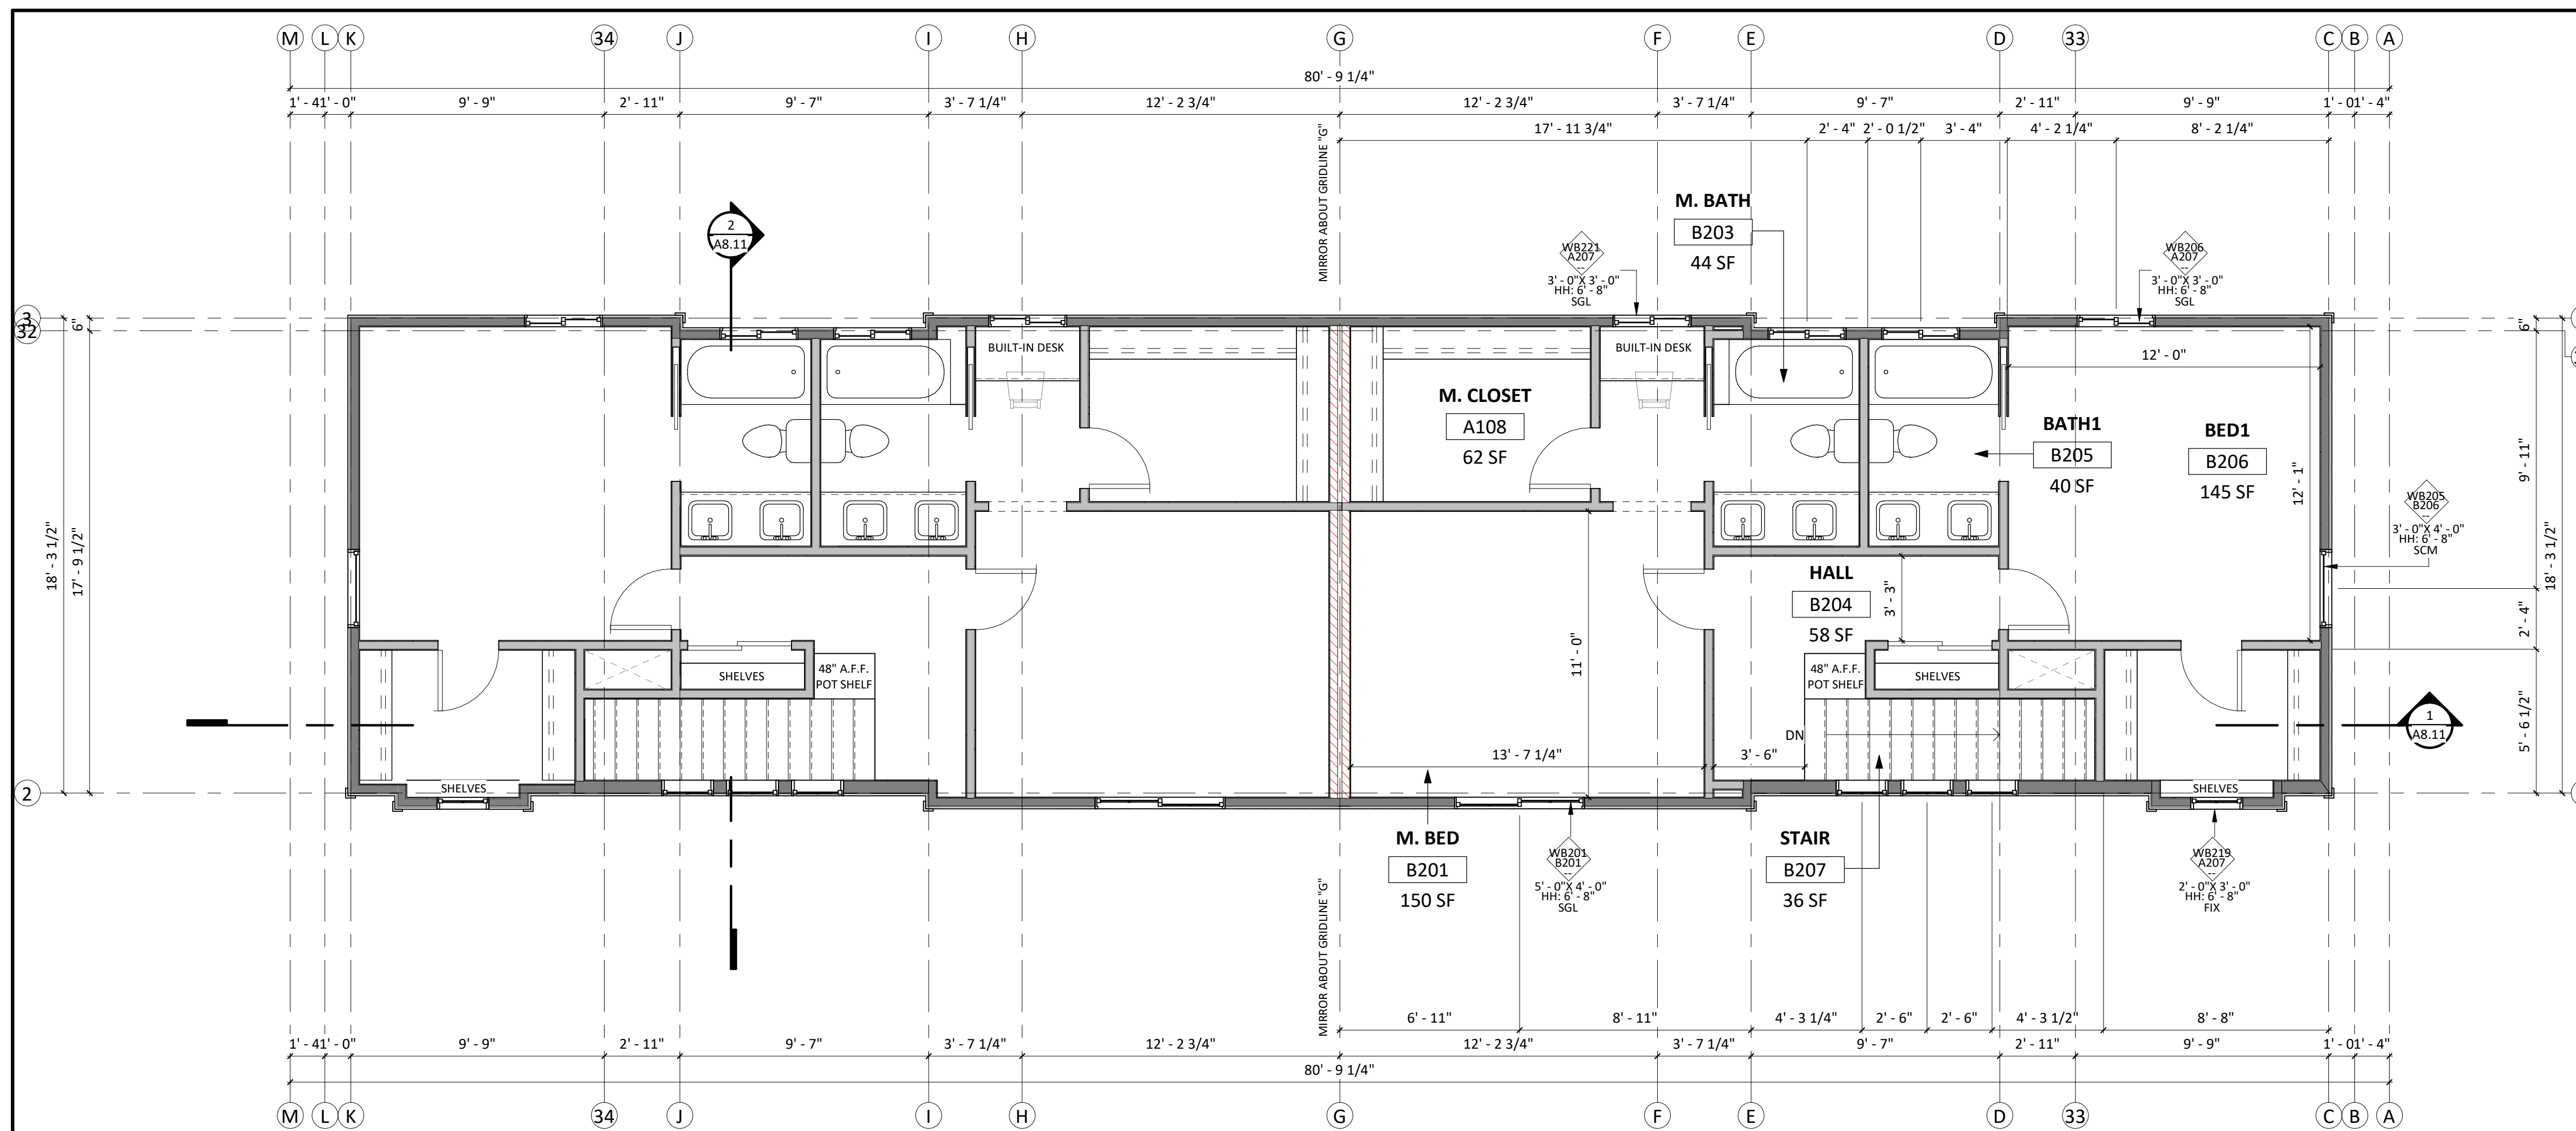 M L K 34 J I H G F E D 33 C B A
80' - 9 1/4"
1' - 41' - 0" 9' - 9" 2' - 11" 9' - 7" 3' - 7 1/4" 12' - 2 3/4" 12' - 2 3/4" 3' - 7 1/4" 9' - 7" 2' - 11" 9' - 9" 1' - 01' - 4"
17' - 11 3/4" 2' - 4" 2' - 0 1/2" 3' - 4" 4' - 2 1/4" 8' - 2 1/4"
MIRROR ABOUT GRIDLINE "G"
2
A8.11
M. BATH
B203
44 SF
WB221
A207
--
3' - 0"X 3' - 0"
HH: 6' - 8"
SGL
WB206
A207
--
3' - 0"X 3' - 0"
HH: 6' - 8"
SGL
3
32
6"
18' - 3 1/2"
17' - 9 1/2"
2
BUILT-IN DESK
BUILT-IN DESK
M. CLOSET
A108
62 SF
BATH1
B205
40 SF
BED1
B206
145 SF
12' - 0"
12' - 1"
6"
9' - 11"
2' - 4"
5' - 6 1/2"
18' - 3 1/2"
WB205
B206
--
3' - 0"X 4' - 0"
HH: 6' - 8"
SCM
HALL
B204
58 SF
3' - 3"
11' - 0"
SHELVES
48" A.F.F.
POT SHELF
48" A.F.F.
POT SHELF
SHELVES
DN
13' - 7 1/4"
3' - 6"
1
A8.11
SHELVES
SHELVES
M. BED
B201
150 SF
WB201
B201
--
5' - 0"X 4' - 0"
HH: 6' - 8"
SGL
STAIR
B207
36 SF
WB219
A207
--
2' - 0"X 3' - 0"
HH: 6' - 8"
FIX
MIRROR ABOUT GRIDLINE "G"
6' - 11" 8' - 11" 4' - 3 1/4" 2' - 6" 2' - 6" 4' - 3 1/2" 8' - 8"
1' - 41' - 0" 9' - 9" 2' - 11" 9' - 7" 3' - 7 1/4" 12' - 2 3/4" 12' - 2 3/4" 3' - 7 1/4" 9' - 7" 2' - 11" 9' - 9" 1' - 01' - 4"
80' - 9 1/4"
M L K 34 J I H G F E D 33 C B A